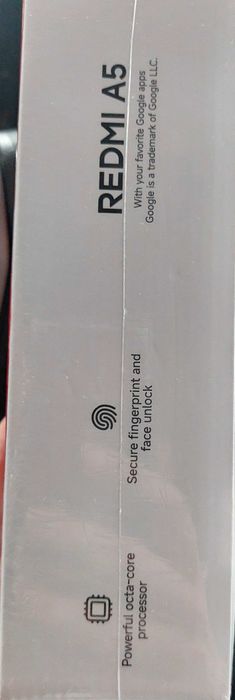 REDMI A5
With your favorite Google apps
Google is a trademark of Google LLC.
Secure fingerprint and
face unlock
Powerful octa-core
processor